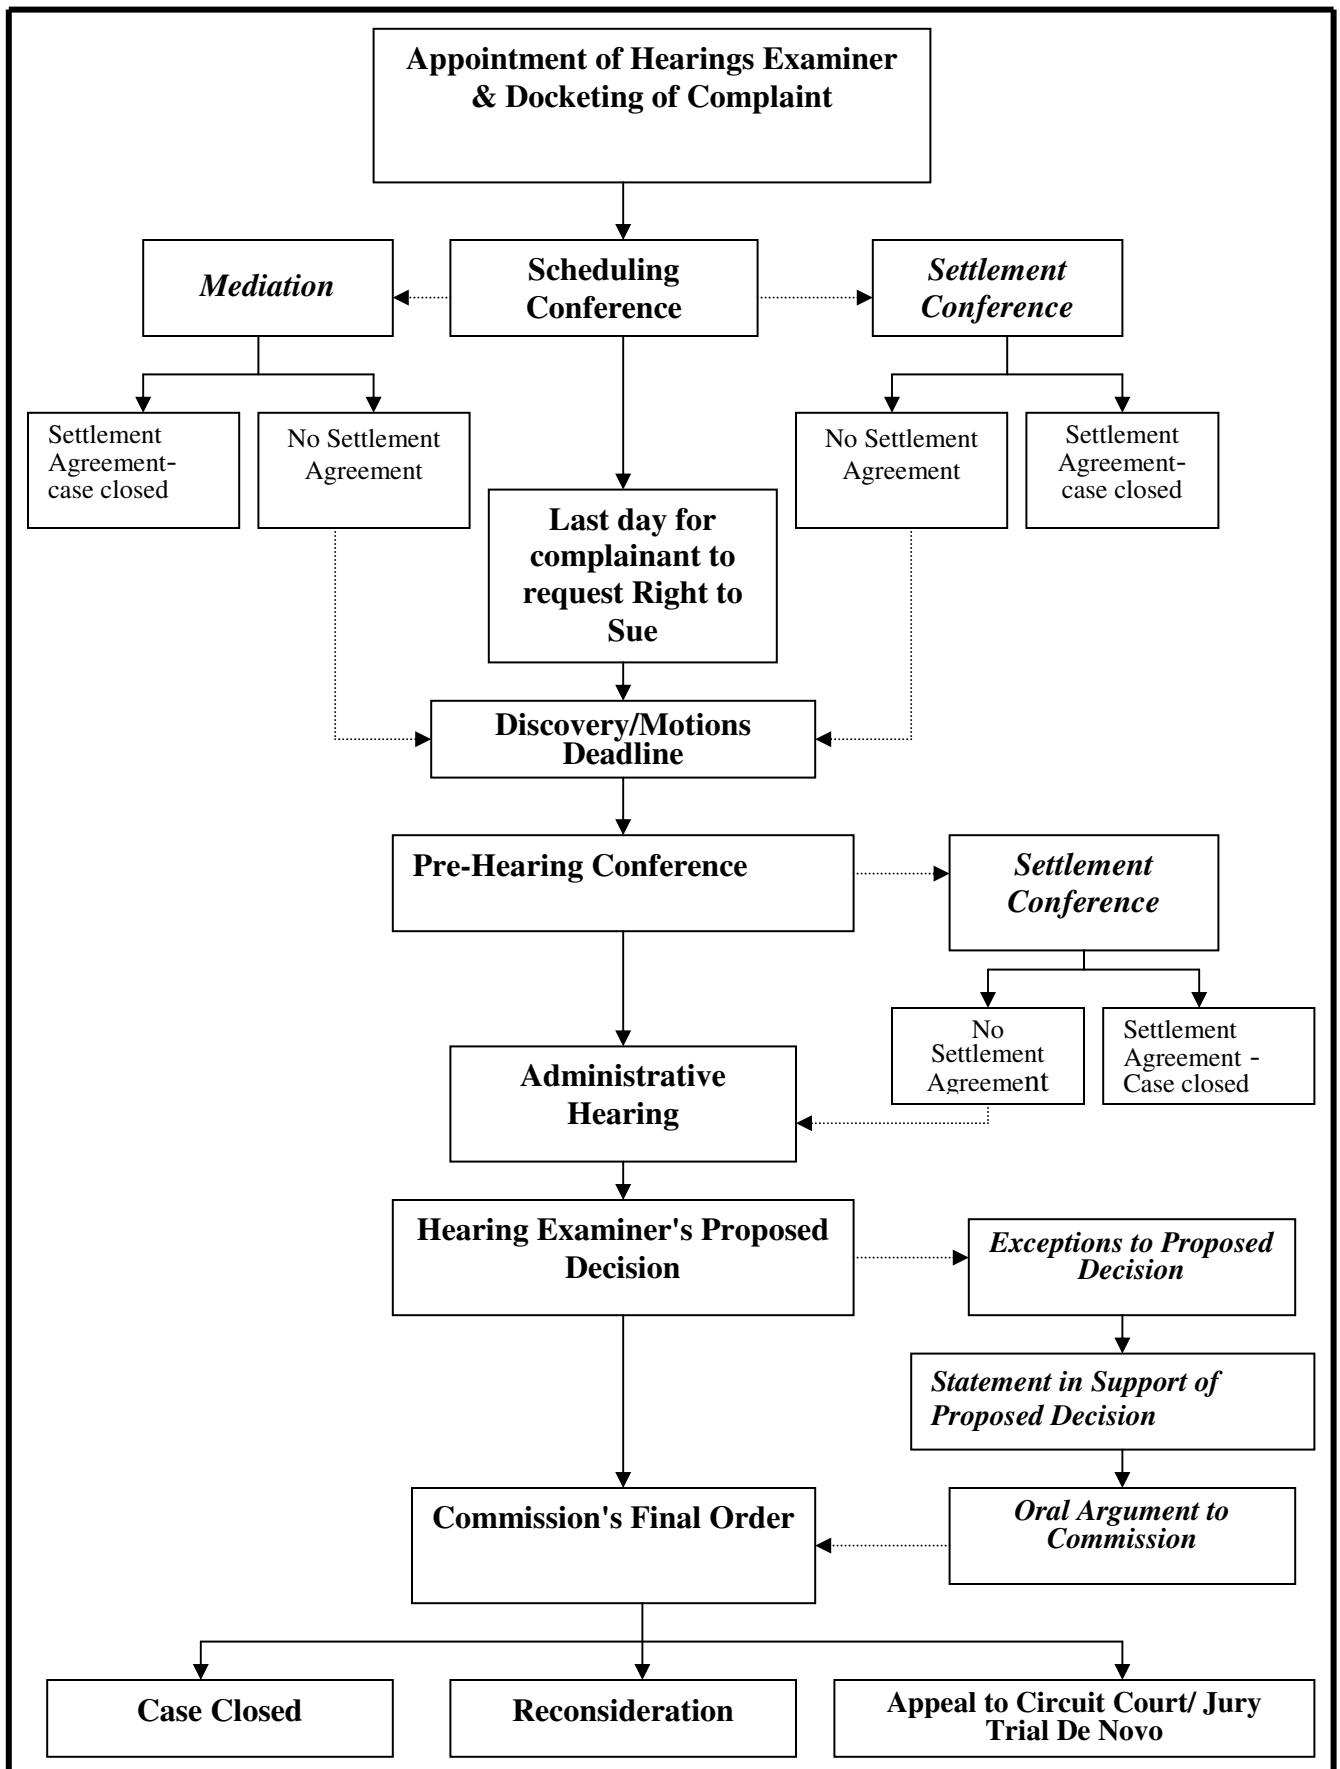 Appointment of Hearings Examiner
& Docketing of Complaint
Mediation
Scheduling
Conference
Settlement
Conference
Settlement
Agreement-
case closed
No Settlement
Agreement
No Settlement
Agreement
Settlement
Agreement-
case closed
Last day for
complainant to
request Right to
Sue
Discovery/Motions
Deadline
Pre-Hearing Conference
Settlement
Conference
No
Settlement
Agreement
Settlement
Agreement -
Case closed
Administrative
Hearing
Hearing Examiner's Proposed
Decision
Exceptions to Proposed
Decision
Statement in Support of
Proposed Decision
Commission's Final Order
Oral Argument to
Commission
Case Closed
Reconsideration
Appeal to Circuit Court/ Jury
Trial De Novo